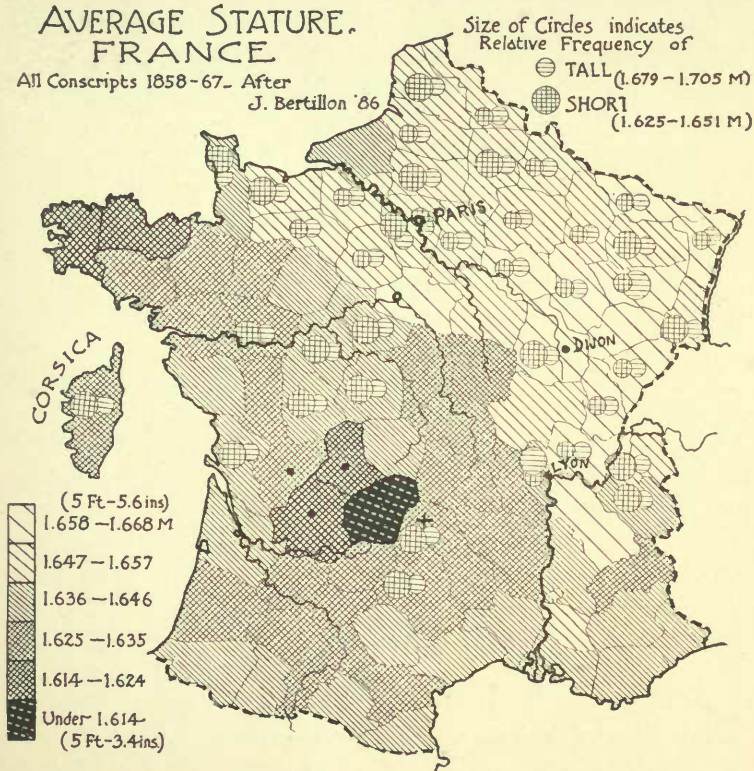 AVERAGE STATURE.
FRANCE
All Conscripts 1858-67_ After
J. Bertillon '86
Size of Circles indicates
Relative Frequency of
TALL (1.679-1.705 M)
SHORT
(1.625-1.651 M)
PARIS
DIJON
CORSICA
LYON
(5 Ft-5.6 ins)
1.658-1.668 M
1.647-1.657
1.636-1.646
1.625-1.635
1.614-1.624
Under 1.614
(5 Ft-3.4 ins.)